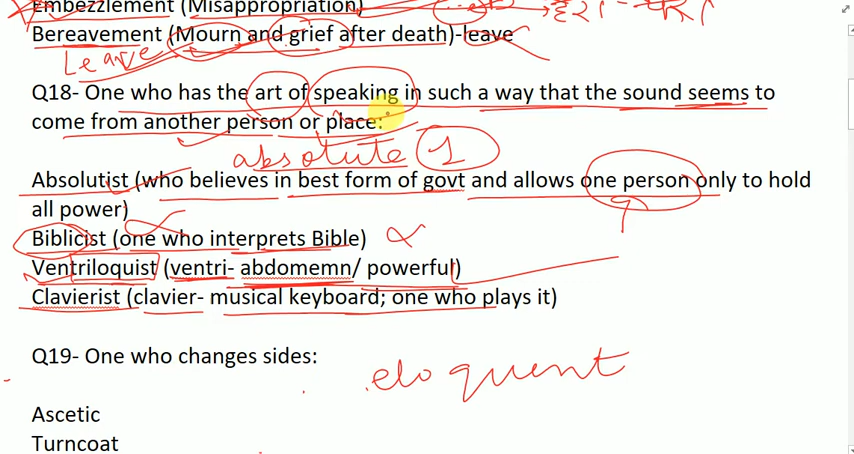 Embezzlement (Misappropriation)
Bereavement (Mourn and grief after death)-leave
Leave
Q18- One who has the art of speaking in such a way that the sound seems to
come from another person or place:
absolute 1
Absolutist (who believes in best form of govt and allows one person only to hold
all power)
Biblicist (one who interprets Bible)
Ventriloquist (ventri- abdomemn/ powerful)
Clavierist (clavier- musical keyboard; one who plays it)
Q19- One who changes sides:
eloquent
Ascetic
Turncoat